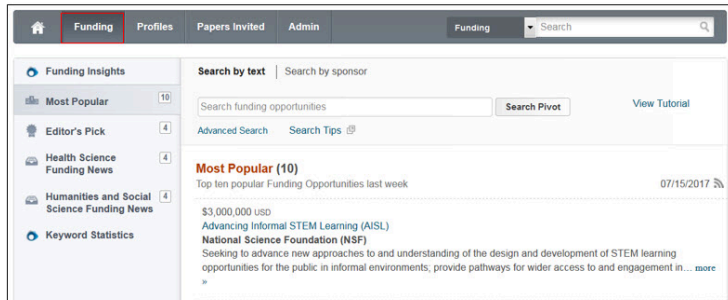 Funding Profiles Papers Invited Admin Funding Search
Funding Insights
Most Popular 10
Editor's Pick 4
Health Science 4
Funding News
Humanities and Social 4
Science Funding News
Keyword Statistics
Search by text | Search by sponsor
Search funding opportunities Search Pivot View Tutorial
Advanced Search Search Tips
Most Popular (10)
Top ten popular Funding Opportunities last week 07/15/2017
$3,000,000 USD
Advancing Informal STEM Learning (AISL)
National Science Foundation (NSF)
Seeking to advance new approaches to and understanding of the design and development of STEM learning
opportunities for the public in informal environments; provide pathways for wider access to and engagement in... more
»